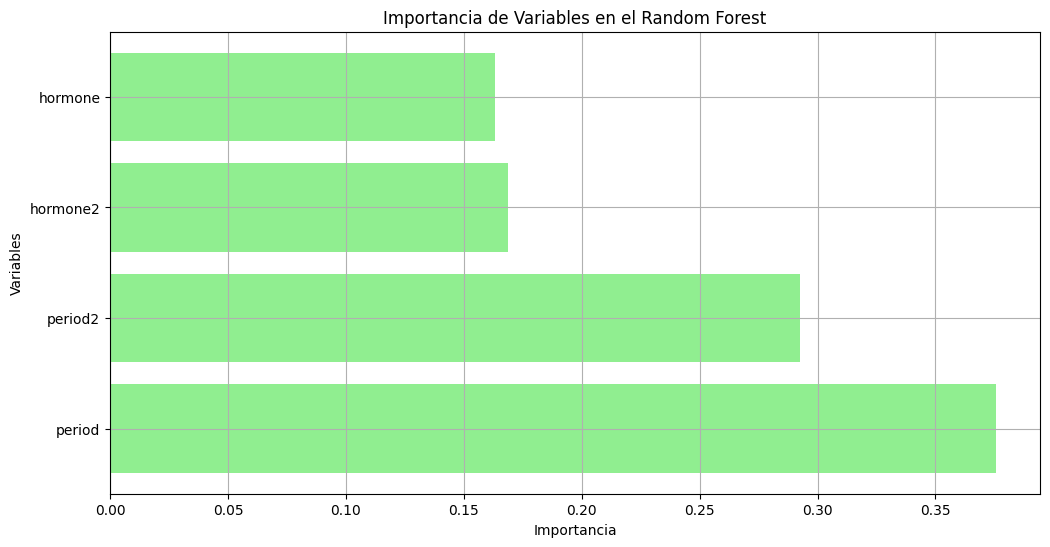 Importancia de Variables en el Random Forest
Variables
hormone
hormone2
period2
period
0.00 0.05 0.10 0.15 0.20 0.25 0.30 0.35
Importancia